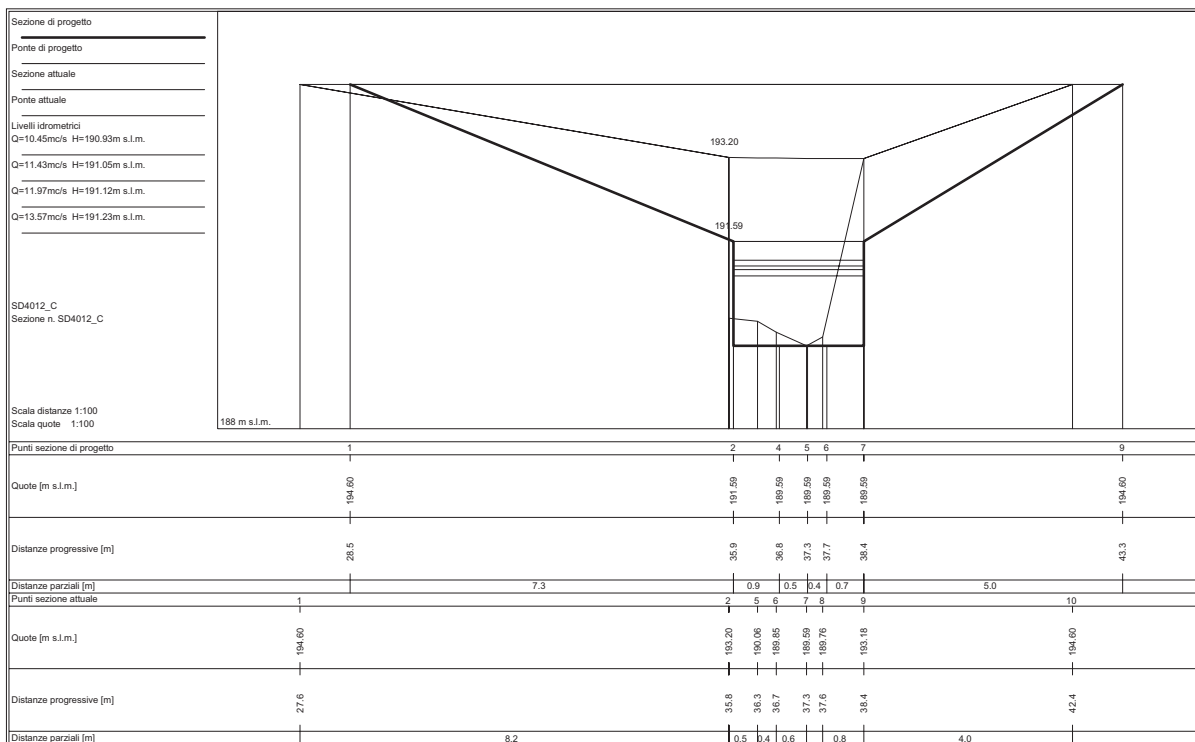 Sezione di progetto
Ponte di progetto
Sezione attuale
Ponte attuale
Livelli idrometrici
Q=10.45mc/s H=190.93m s.l.m.
Q=11.43mc/s H=191.05m s.l.m.
Q=11.97mc/s H=191.12m s.l.m.
Q=13.57mc/s H=191.23m s.l.m.
SD4012_C
Sezione n. SD4012_C
Scala distanze 1:100
Scala quote 1:100
193.20
191.59
188 m s.l.m.
Punti sezione di progetto 1 2 4 5 6 7 9
Quote [m s.l.m.] 194.60 191.59 189.59 189.59 189.59 189.59 194.60
Distanze progressive [m] 28.5 35.9 36.8 37.3 37.7 38.4 43.3
Distanze parziali [m] 7.3 0.9 0.5 0.4 0.7 5.0
Punti sezione attuale 1 2 5 6 7 8 9 10
Quote [m s.l.m.] 194.60 193.20 190.06 189.85 189.59 189.76 193.18 194.60
Distanze progressive [m] 27.6 35.8 36.3 36.7 37.3 37.6 38.4 42.4
Distanze parziali [m] 8.2 0.5 0.4 0.6 0.8 4.0